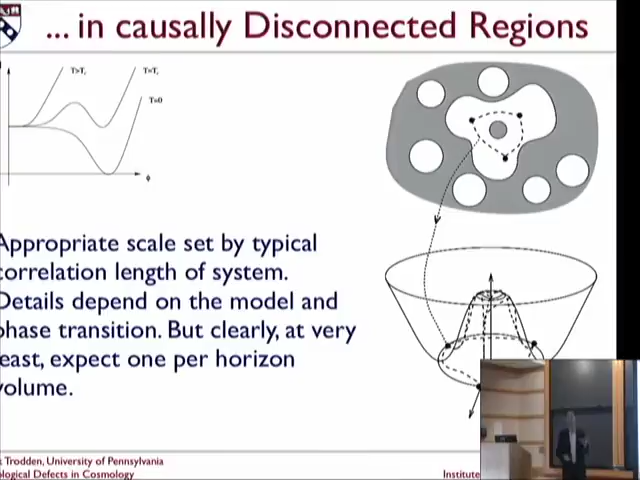 ... in causally Disconnected Regions
T=0
ϕ
Appropriate scale set by typical
correlation length of system.
Details depend on the model and
phase transition. But clearly, at very
least, expect one per horizon
volume.
Trodden, University of Pennsylvania
ological Defects in Cosmology
Institute